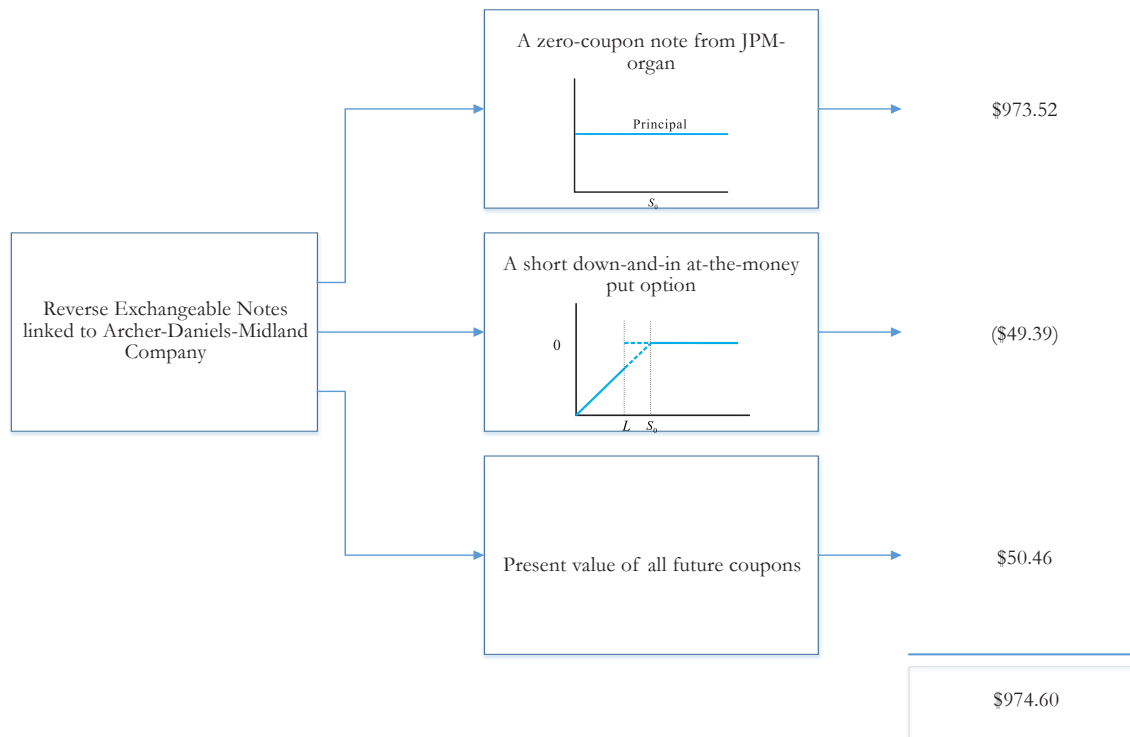 A zero-coupon note from JPM-
organ
Principal
S₀
$973.52
Reverse Exchangeable Notes
linked to Archer-Daniels-Midland
Company
A short down-and-in at-the-money
put option
0
L S₀
($49.39)
Present value of all future coupons
$50.46
$974.60